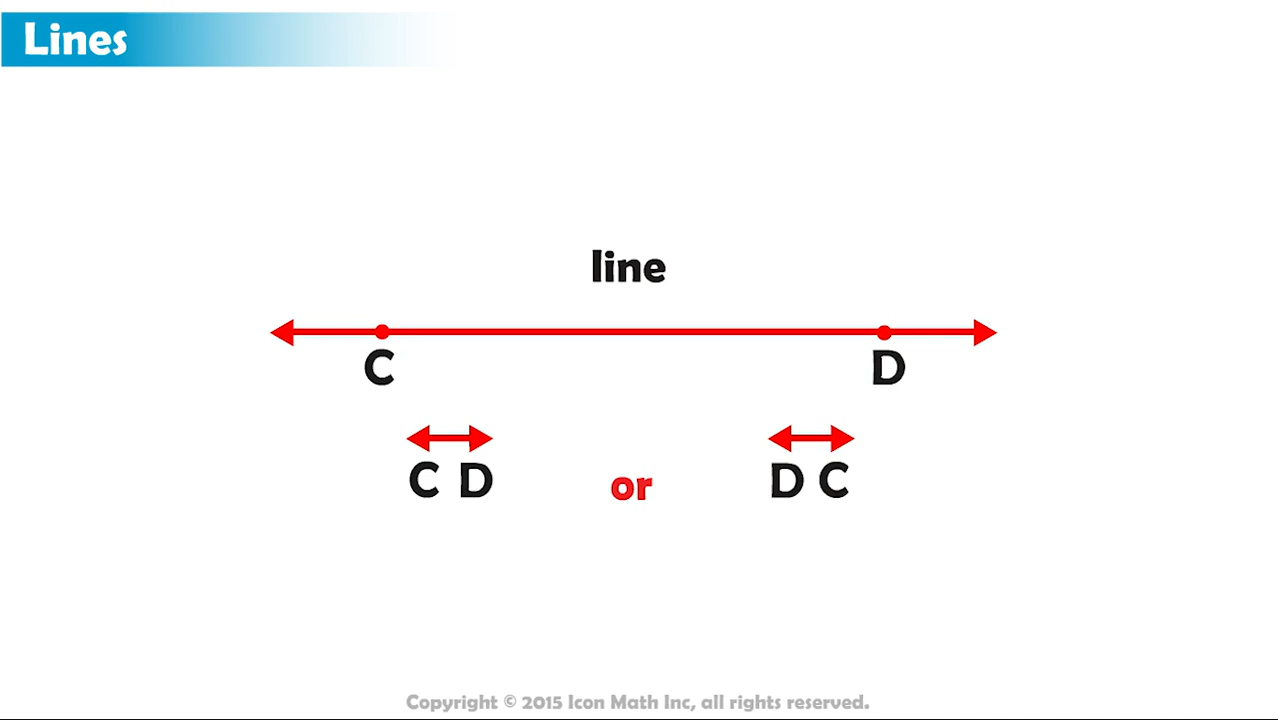 Lines
line
C D
C D or D C
Copyright © 2015 Icon Math Inc, all rights reserved.